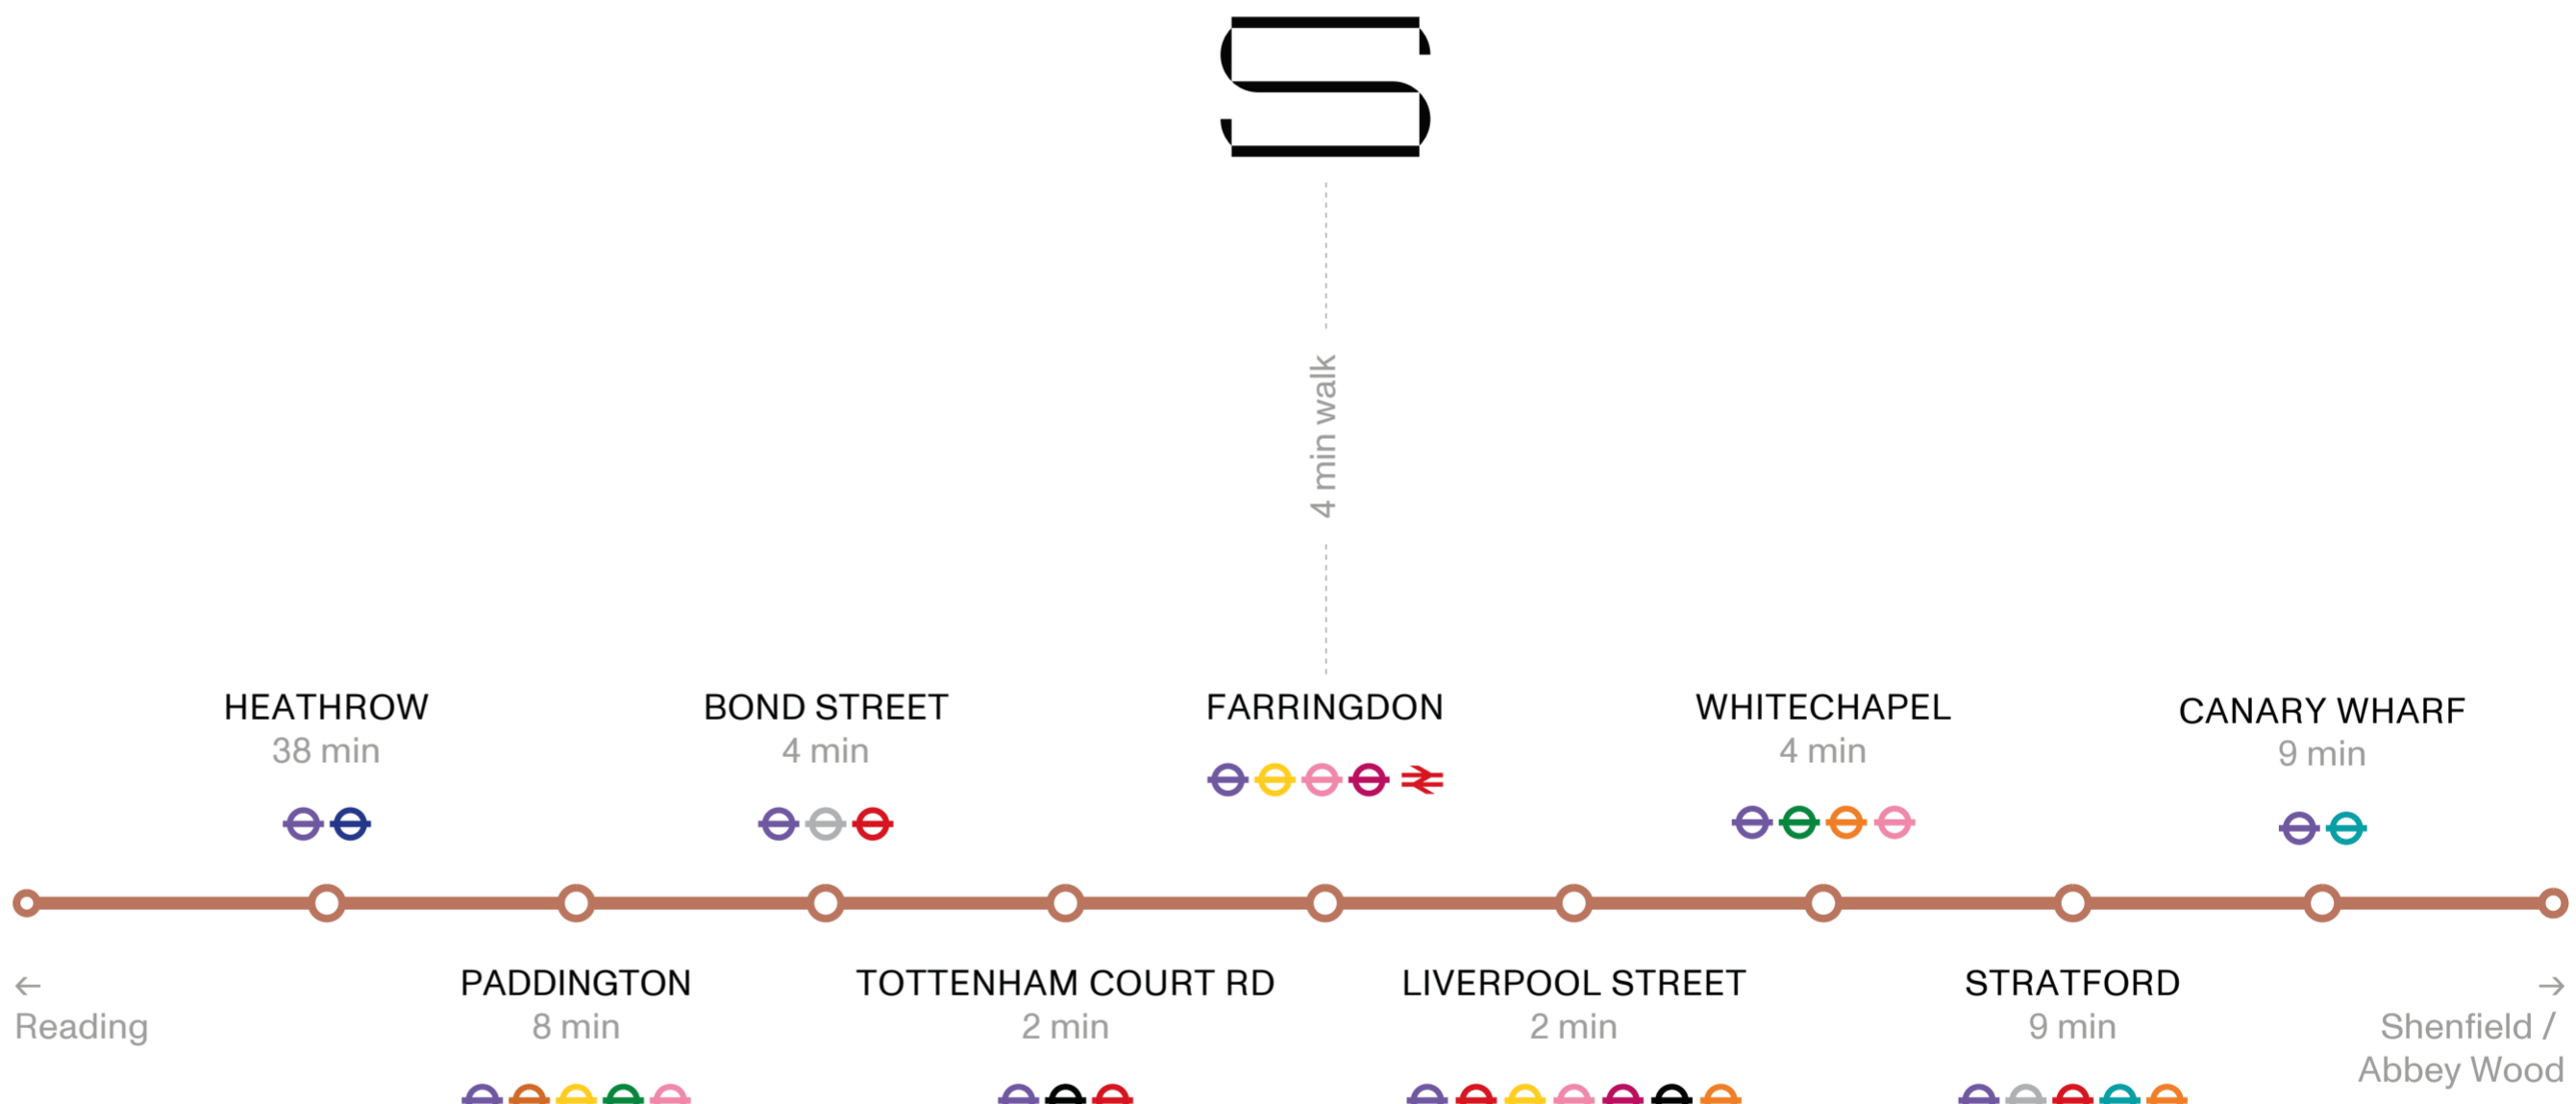 S
4 min walk
HEATHROW
38 min
BOND STREET
4 min
FARRINGDON
WHITECHAPEL
4 min
CANARY WHARF
9 min
←
Reading
PADDINGTON
8 min
TOTTENHAM COURT RD
2 min
LIVERPOOL STREET
2 min
STRATFORD
9 min
→
Shenfield /
Abbey Wood